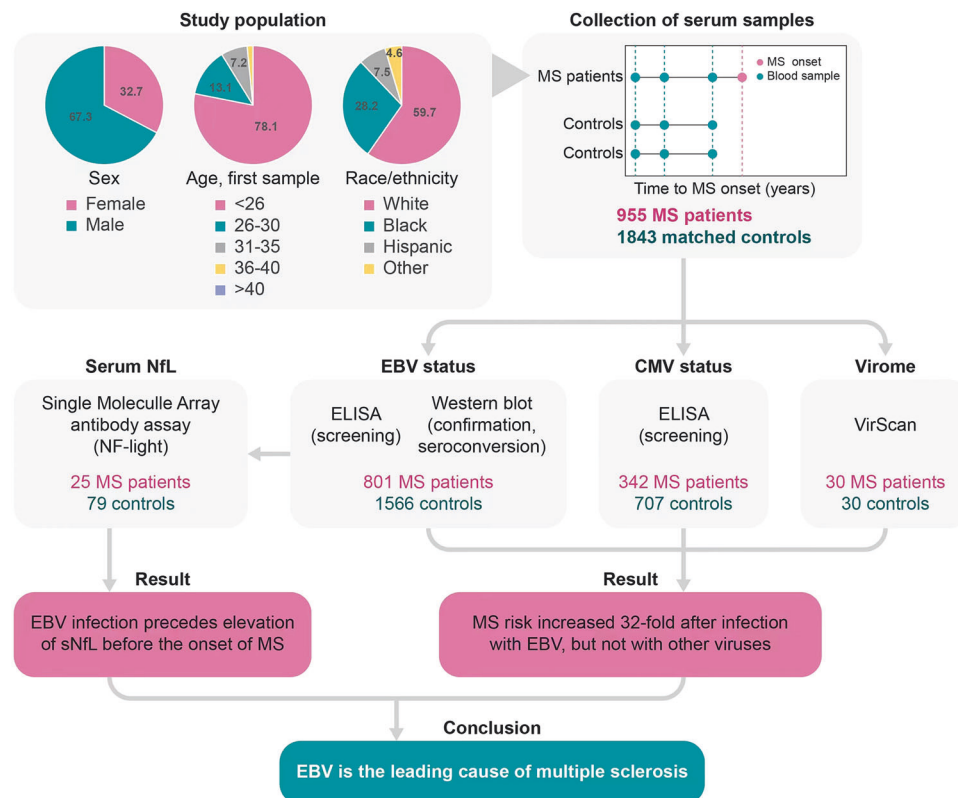 Study population
67.3
32.7
Sex
Female
Male
7.2
13.1
78.1
Age, first sample
<26
26-30
31-35
36-40
>40
4.6
7.5
28.2
59.7
Race/ethnicity
White
Black
Hispanic
Other
Collection of serum samples
MS patients
Controls
Controls
MS onset
Blood sample
Time to MS onset (years)
955 MS patients
1843 matched controls
Serum NfL
Single Moleculle Array
antibody assay
(NF-light)
25 MS patients
79 controls
EBV status
ELISA
(screening)
Western blot
(confirmation,
seroconversion)
801 MS patients
1566 controls
CMV status
ELISA
(screening)
342 MS patients
707 controls
Virome
VirScan
30 MS patients
30 controls
Result
EBV infection precedes elevation
of sNfL before the onset of MS
Result
MS risk increased 32-fold after infection
with EBV, but not with other viruses
Conclusion
EBV is the leading cause of multiple sclerosis